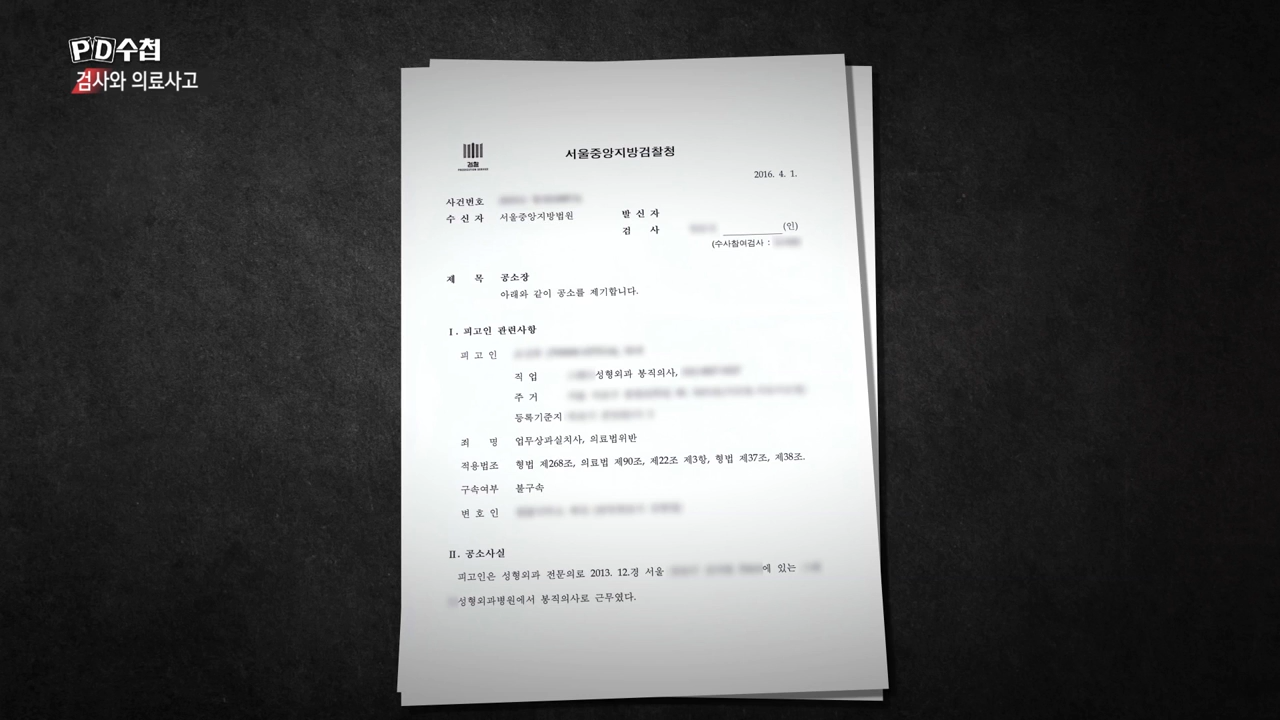 PD수첩
검사와 의료사고
검찰
서울중앙지방검찰청
2016. 4. 1.
사건번호
수 신 자 서울중앙지방법원 발 신 자
검 사 (인)
(수사참여검사 :
제 목 공소장
아래와 같이 공소를 제기합니다.
Ⅰ. 피고인 관련사항
피 고 인
직 업 성형외과 봉직의사,
주 거
등록기준지
죄 명 업무상과실치사, 의료법위반
적용법조 형법 제268조, 의료법 제90조, 제22조 제3항, 형법 제37조, 제38조.
구속여부 불구속
변 호 인
Ⅱ. 공소사실
피고인은 성형외과 전문의로 2013. 12.경 서울 에 있는
성형외과병원에서 봉직의사로 근무였다.